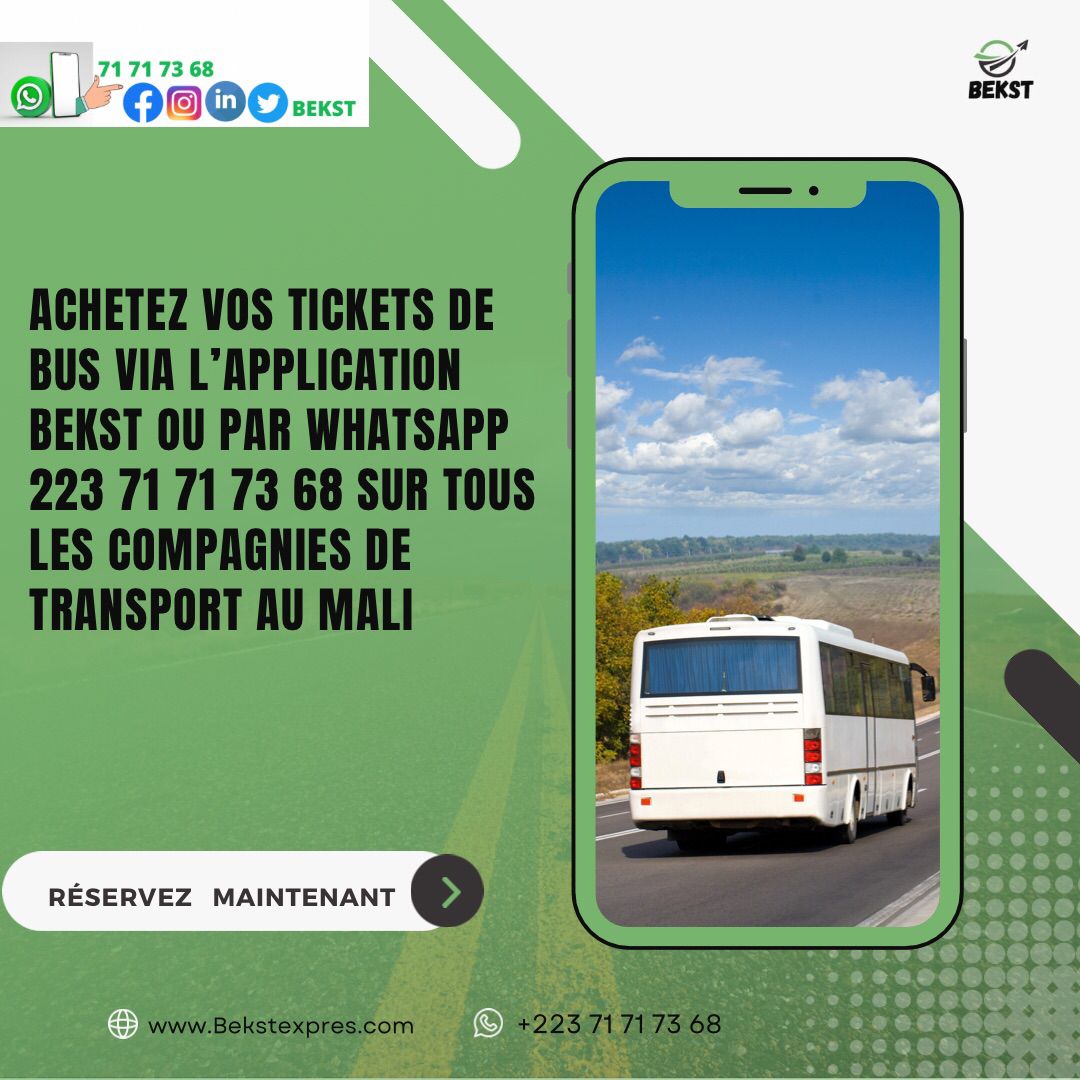 71 71 73 68
BEKST
BEKST
ACHETEZ VOS TICKETS DE
BUS VIA L'APPLICATION
BEKST OU PAR WHATSAPP
223 71 71 73 68 SUR TOUS
LES COMPAGNIES DE
TRANSPORT AU MALI
RÉSERVEZ MAINTENANT
www.Bekstexpres.com
+223 71 71 73 68